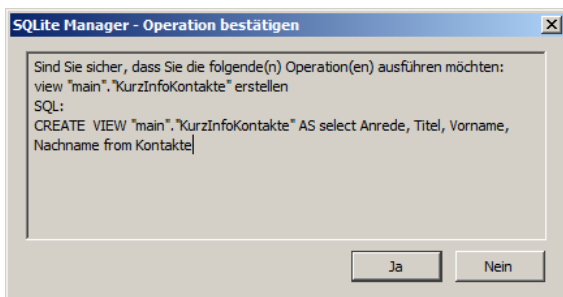 SQLite Manager - Operation bestätigen
Sind Sie sicher, dass Sie die folgende(n) Operation(en) ausführen möchten:
view "main"."KurzInfoKontakte" erstellen
SQL:
CREATE  VIEW "main"."KurzInfoKontakte" AS select Anrede, Titel, Vorname,
Nachname from Kontakte
Ja
Nein